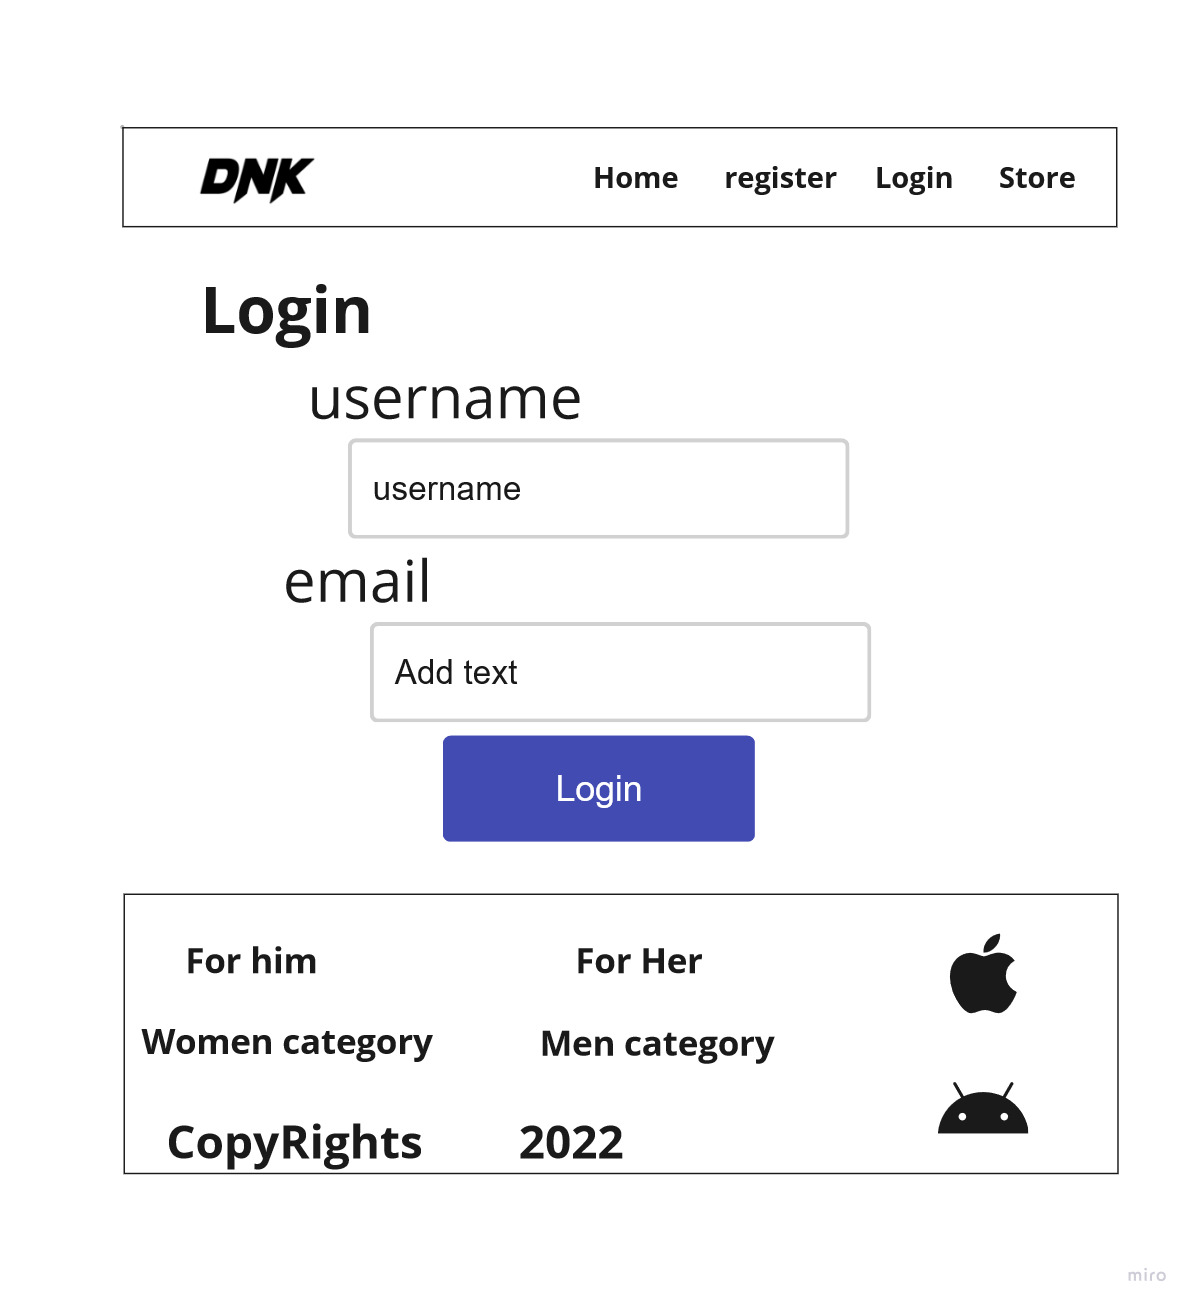 DNK Home register Login Store
Login
username
username
email
Add text
Login
For him For Her
Women category Men category
CopyRights 2022
miro